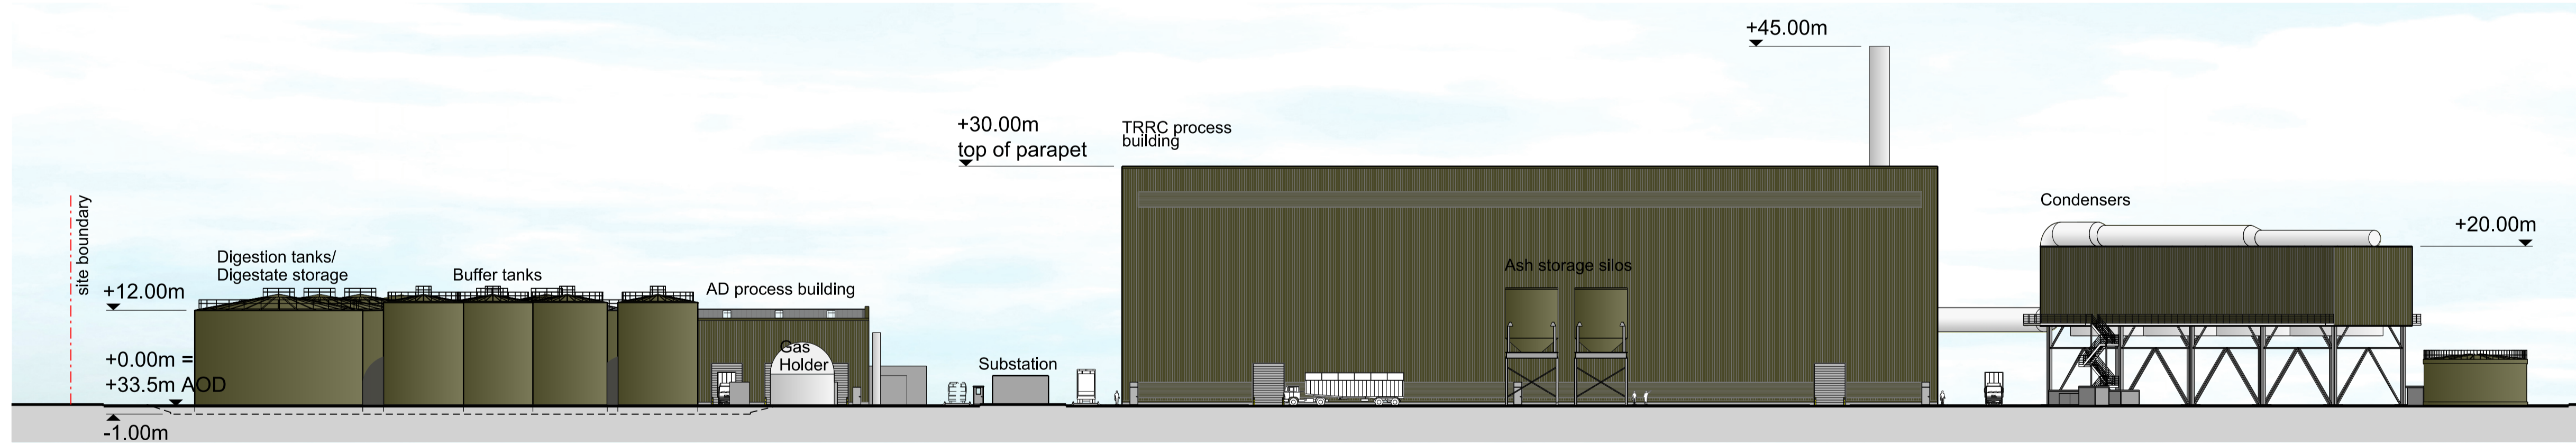 site boundary
+12.00m
+0.00m =
+33.5m AOD
-1.00m
Digestion tanks/
Digestate storage
Buffer tanks
AD process building
Gas
Holder
Substation
+30.00m
top of parapet
TRRC process
building
Ash storage silos
+45.00m
Condensers
+20.00m